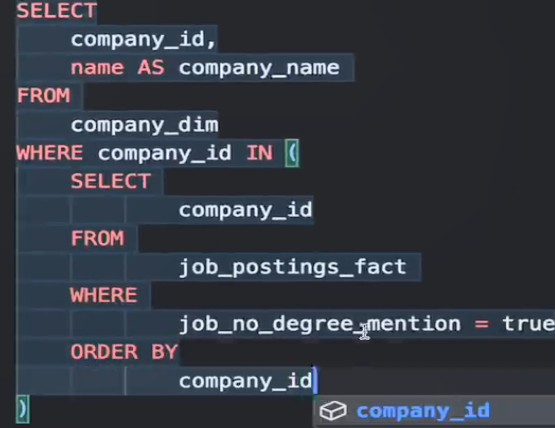 SELECT
company_id,
name AS company_name
FROM
company_dim
WHERE company_id IN (
SELECT
company_id
FROM
job_postings_fact
WHERE
job_no_degree_mention = true
ORDER BY
company_id
)
company_id